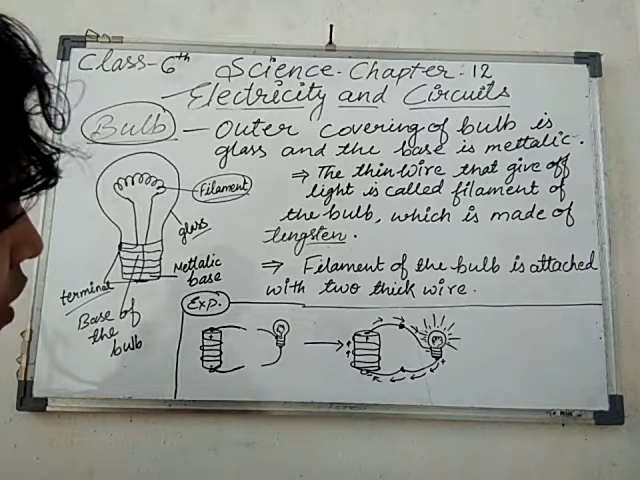 Class-6th Science-Chapter:12
Electricity and Circuits
Bulb — Outer covering of bulb is
glass and the base is mettalic.
⇒ The thin wire that give off
light is called filament of
the bulb, which is made of
tengsten.
⇒ Filament of the bulb is attached
with two thick wire.
Filament
glass
Mettalic
base
terminal
Base of
the
bulb
Exp.